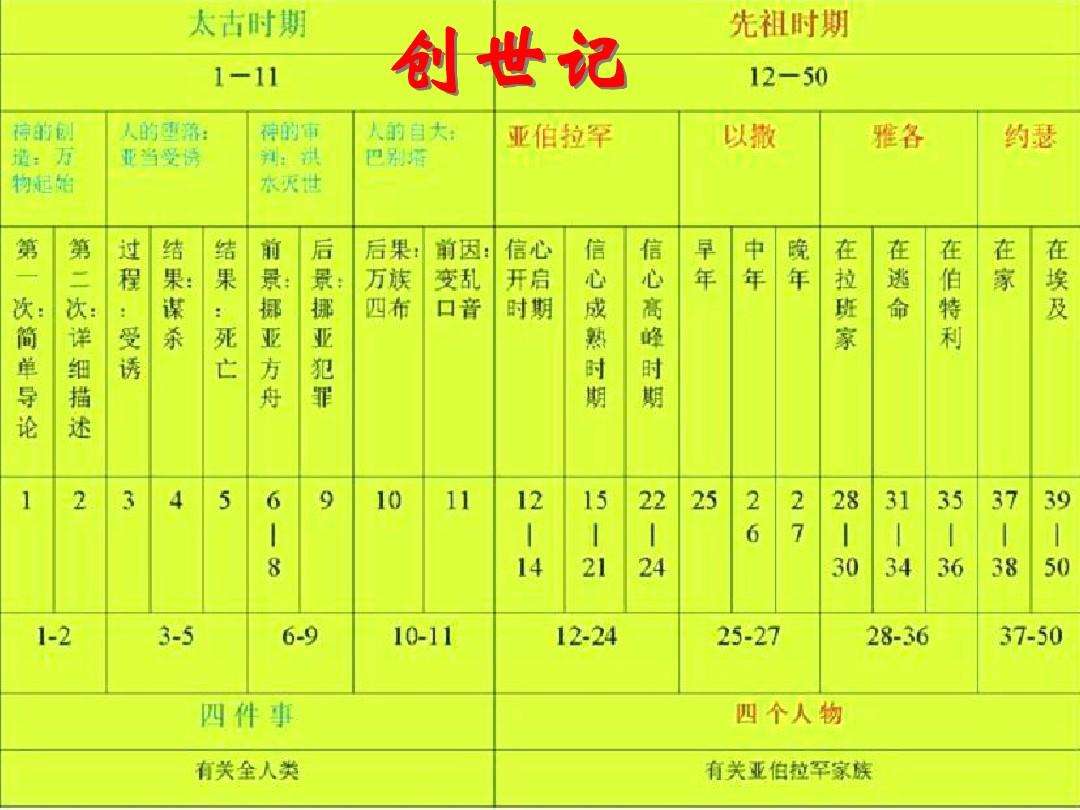 创世记
太古时期 先祖时期
1－11 12－50
神的创造：万物起始 人的堕落：亚当受诱 神的审判：洪水灭世 人的自大：巴别塔 亚伯拉罕 以撒 雅各 约瑟
第一次：简单导论 第二次：详细描述 过程：受诱 结果：谋杀 结果：死亡 前景：挪亚方舟 后景：挪亚犯罪 后果：万族四布 前因：变乱口音 信心开启时期 信心成熟时期 信心高峰时期 早年 中年 晚年 在拉班家 在逃命 在伯特利 在家 在埃及
1 2 3 4 5 6|8 9 10 11 12|14 15|21 22|24 25 26 27 28|30 31|34 35|36 37|38 39|50
1-2 3-5 6-9 10-11 12-24 25-27 28-36 37-50
四件事 四个人物
有关全人类 有关亚伯拉罕家族